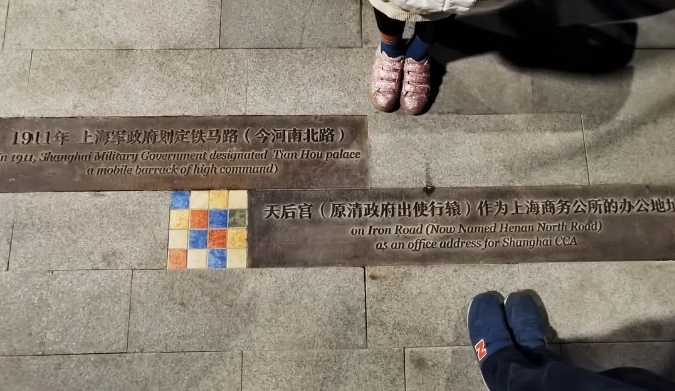 1911年 上海军政府划定铁马路（今河南北路）
in 1911, Shanghai Military Government designated Tian Hou palace
a mobile barrack of high command)
天后官（原清政府出使行辕）作为上海商务公所的办公地址
on Iron Road (Now Named Henan North Road)
as an office address for Shanghai CCA
N